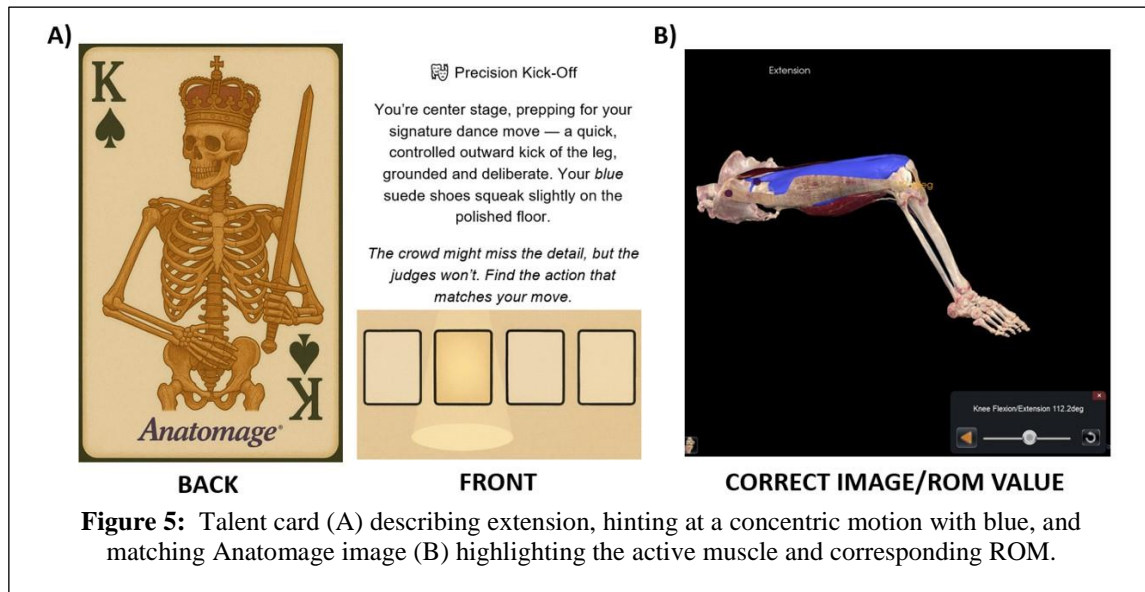 A)
K
Anatomage®
K
BACK
Precision Kick-Off
You're center stage, prepping for your
signature dance move — a quick,
controlled outward kick of the leg,
grounded and deliberate. Your blue
suede shoes squeak slightly on the
polished floor.
The crowd might miss the detail, but the
judges won't. Find the action that
matches your move.
FRONT
B)
Extension
deg
Knee Flexion/Extension 112.2deg
CORRECT IMAGE/ROM VALUE
Figure 5: Talent card (A) describing extension, hinting at a concentric motion with blue, and
matching Anatomage image (B) highlighting the active muscle and corresponding ROM.